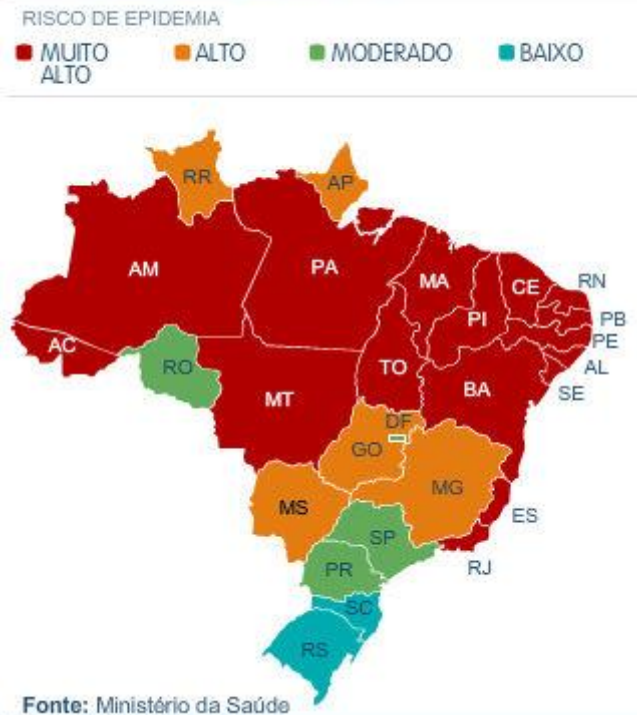 RISCO DE EPIDEMIA
MUITO ALTO ALTO MODERADO BAIXO
RR
AP
AM
PA
MA
CE
RN
PI
PB
PE
AC
RO
TO
AL
MT
BA
SE
DF
GO
MG
MS
ES
SP
RJ
PR
SC
RS
Fonte: Ministério da Saúde